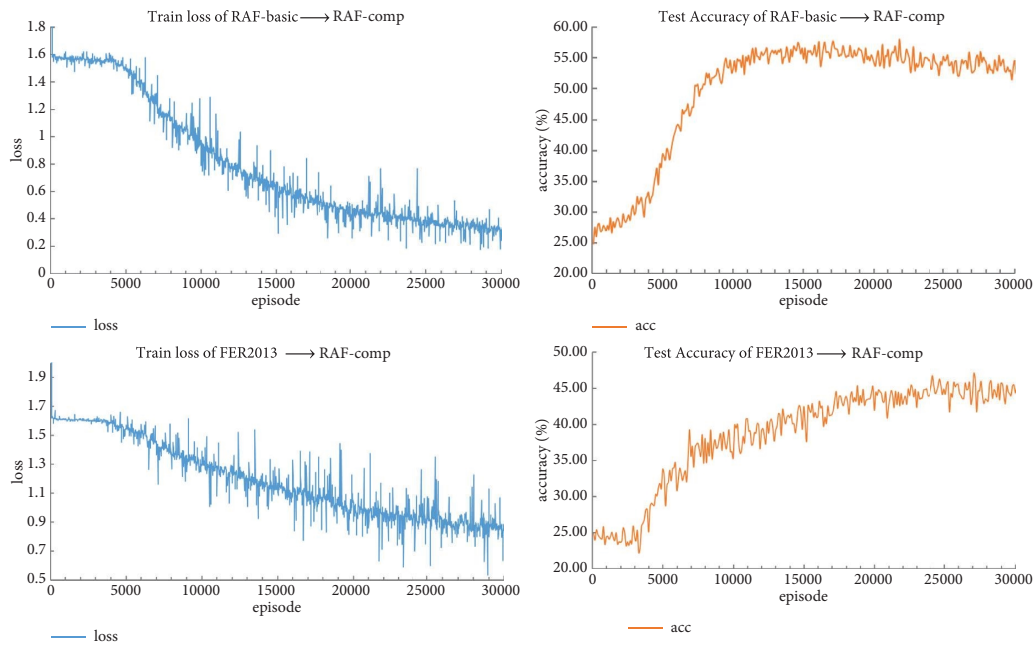 Train loss of RAF-basic → RAF-comp
1.8
1.6
1.4
1.2
1
0.8
0.6
0.4
0.2
0
loss
0 5000 10000 15000 20000 25000 30000
episode
loss
Test Accuracy of RAF-basic → RAF-comp
60.00
55.00
50.00
45.00
40.00
35.00
30.00
25.00
20.00
accuracy (%)
0 5000 10000 15000 20000 25000 30000
episode
acc
Train loss of FER2013 → RAF-comp
1.9
1.7
1.5
1.3
1.1
0.9
0.7
0.5
loss
0 5000 10000 15000 20000 25000 30000
episode
loss
Test Accuracy of FER2013 → RAF-comp
50.00
45.00
40.00
35.00
30.00
25.00
20.00
accuracy (%)
0 5000 10000 15000 20000 25000 30000
episode
acc